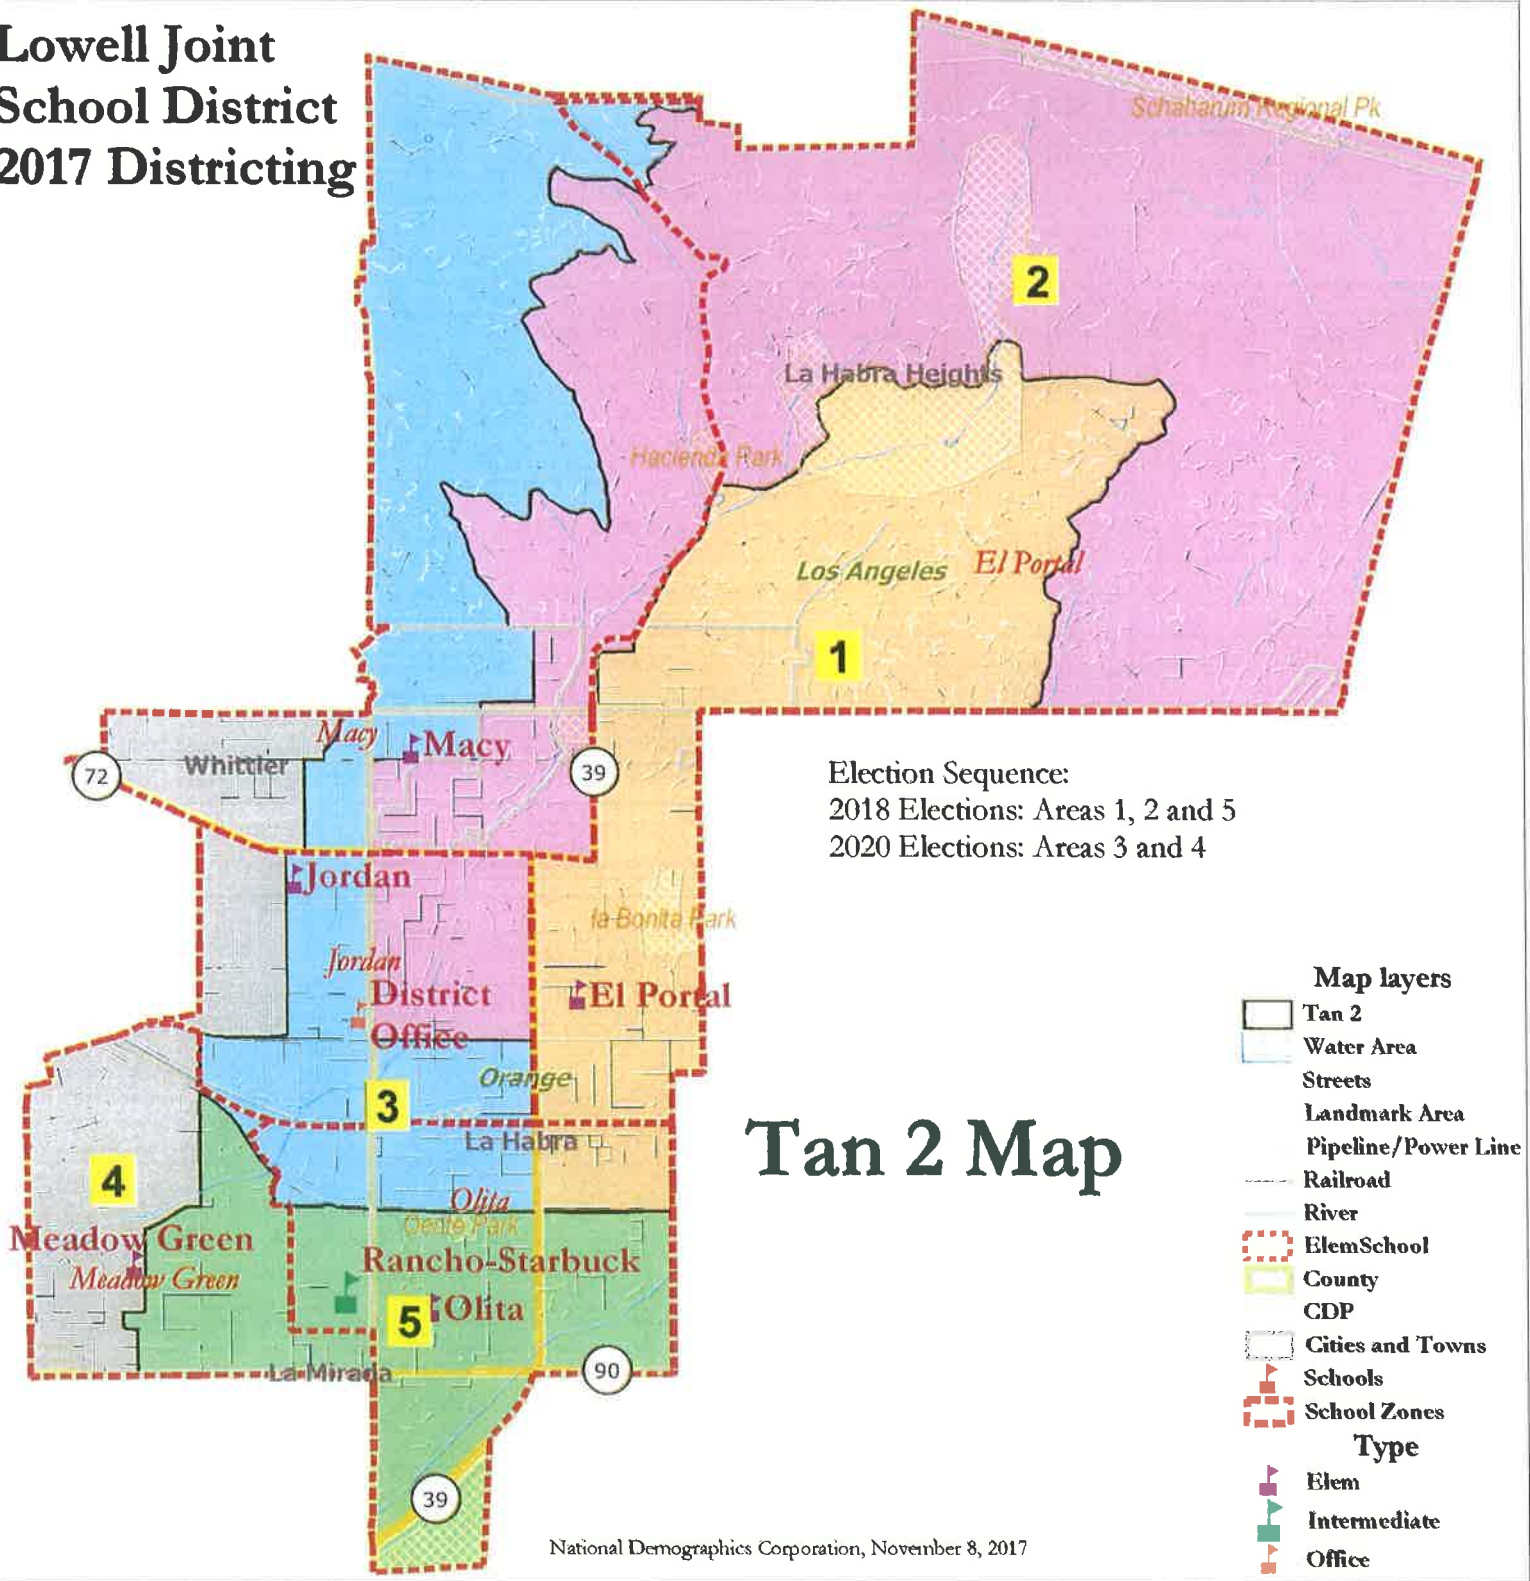 Lowell Joint
School District
2017 Districting
Schabarum Regional Pk
2
La Habra Heights
Hacienda Park
Los Angeles
El Portal
1
Macy
Macy
Whittier
72
39
Election Sequence:
2018 Elections: Areas 1, 2 and 5
2020 Elections: Areas 3 and 4
Jordan
la Bonita Park
Jordan
District
Office
El Portal
Orange
3
La Habra
Tan 2 Map
4
Olita
Oeste Park
Meadow Green
Meadow Green
Rancho-Starbuck
5
Olita
La Mirada
90
39
Map layers
Tan 2
Water Area
Streets
Landmark Area
Pipeline/Power Line
Railroad
River
ElemSchool
County
CDP
Cities and Towns
Schools
School Zones
Type
Elem
Intermediate
Office
National Demographics Corporation, November 8, 2017